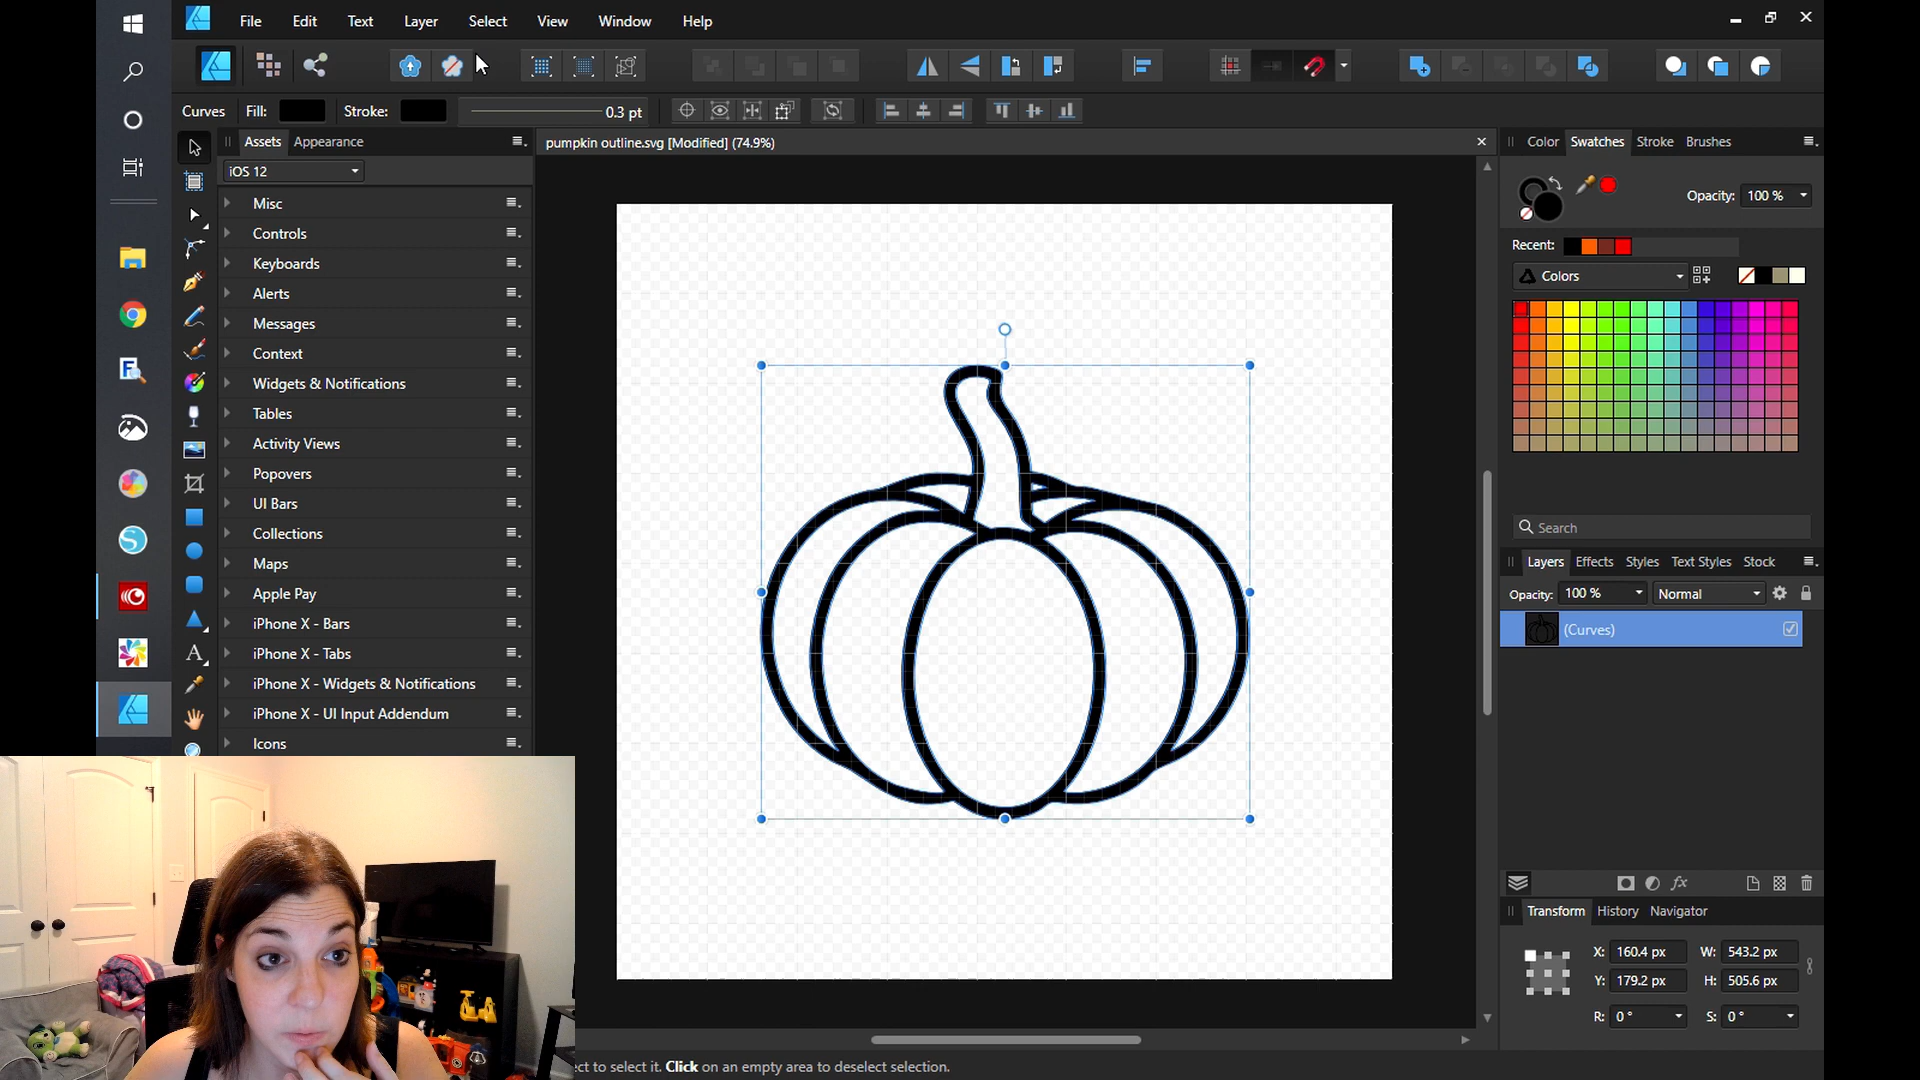 File Edit Text Layer Select View Window Help
Curves Fill: Stroke: 0.3 pt
Assets Appearance
pumpkin outline.svg [Modified] (74.9%)
iOS 12
Misc
Controls
Keyboards
Alerts
Messages
Context
Widgets & Notifications
Tables
Activity Views
Popovers
UI Bars
Collections
Maps
Apple Pay
iPhone X - Bars
iPhone X - Tabs
iPhone X - Widgets & Notifications
iPhone X - UI Input Addendum
Icons
Color Swatches Stroke Brushes
Opacity: 100 %
Recent:
Colors
Search
Layers Effects Styles Text Styles Stock
Opacity: 100 % Normal
(Curves)
fx
Transform History Navigator
X: 160.4 px W: 543.2 px
Y: 179.2 px H: 505.6 px
R: 0 ° S: 0 °
to select it. Click on an empty area to deselect selection.